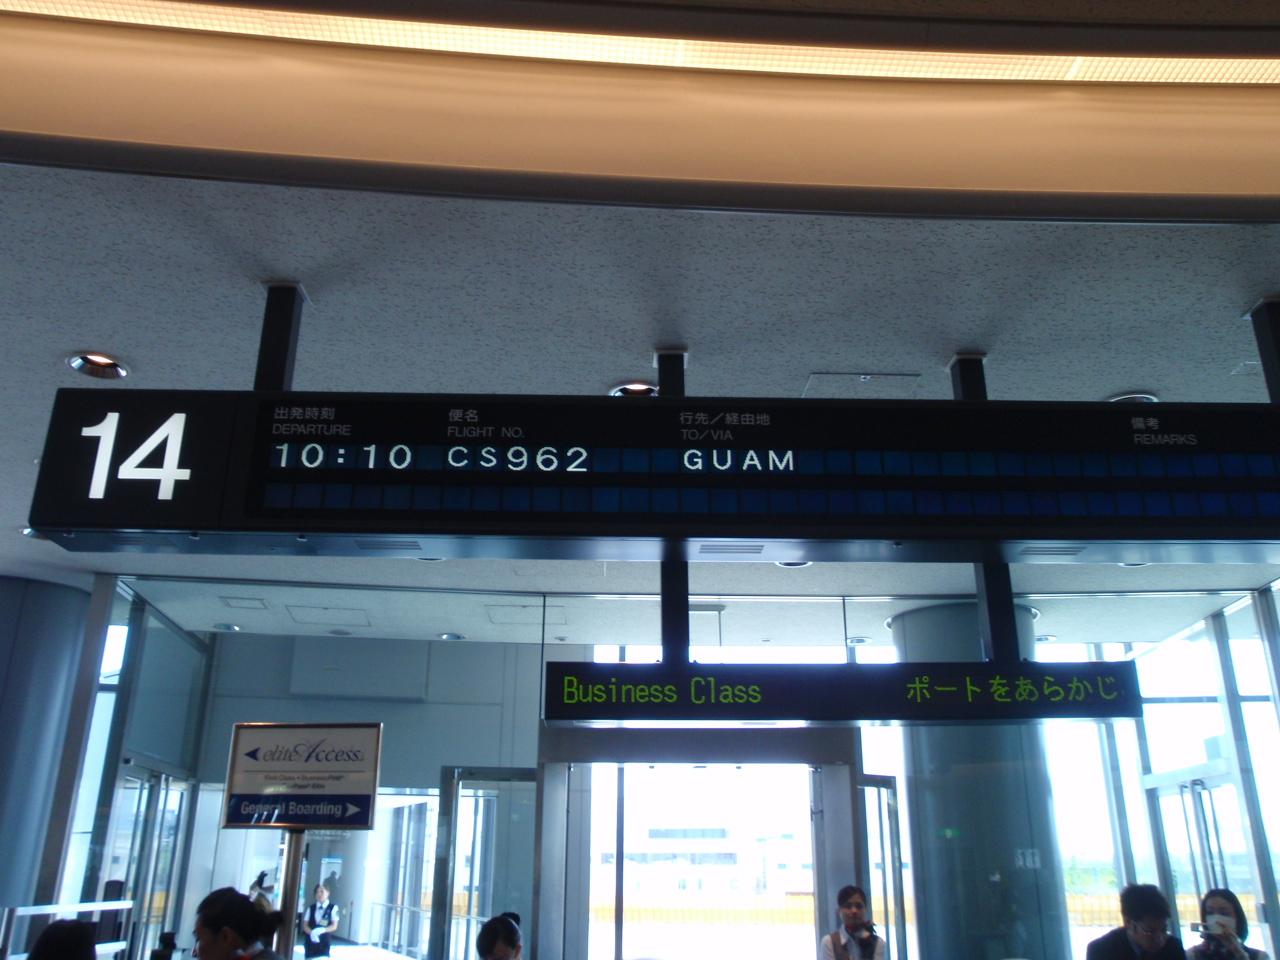 14
出発時刻 便名 行先／経由地 備考
DEPARTURE FLIGHT NO. TO/VIA REMARKS
10:10 CS962 GUAM
Business Class ポートをあらかじ
eliteAccess
General Boarding